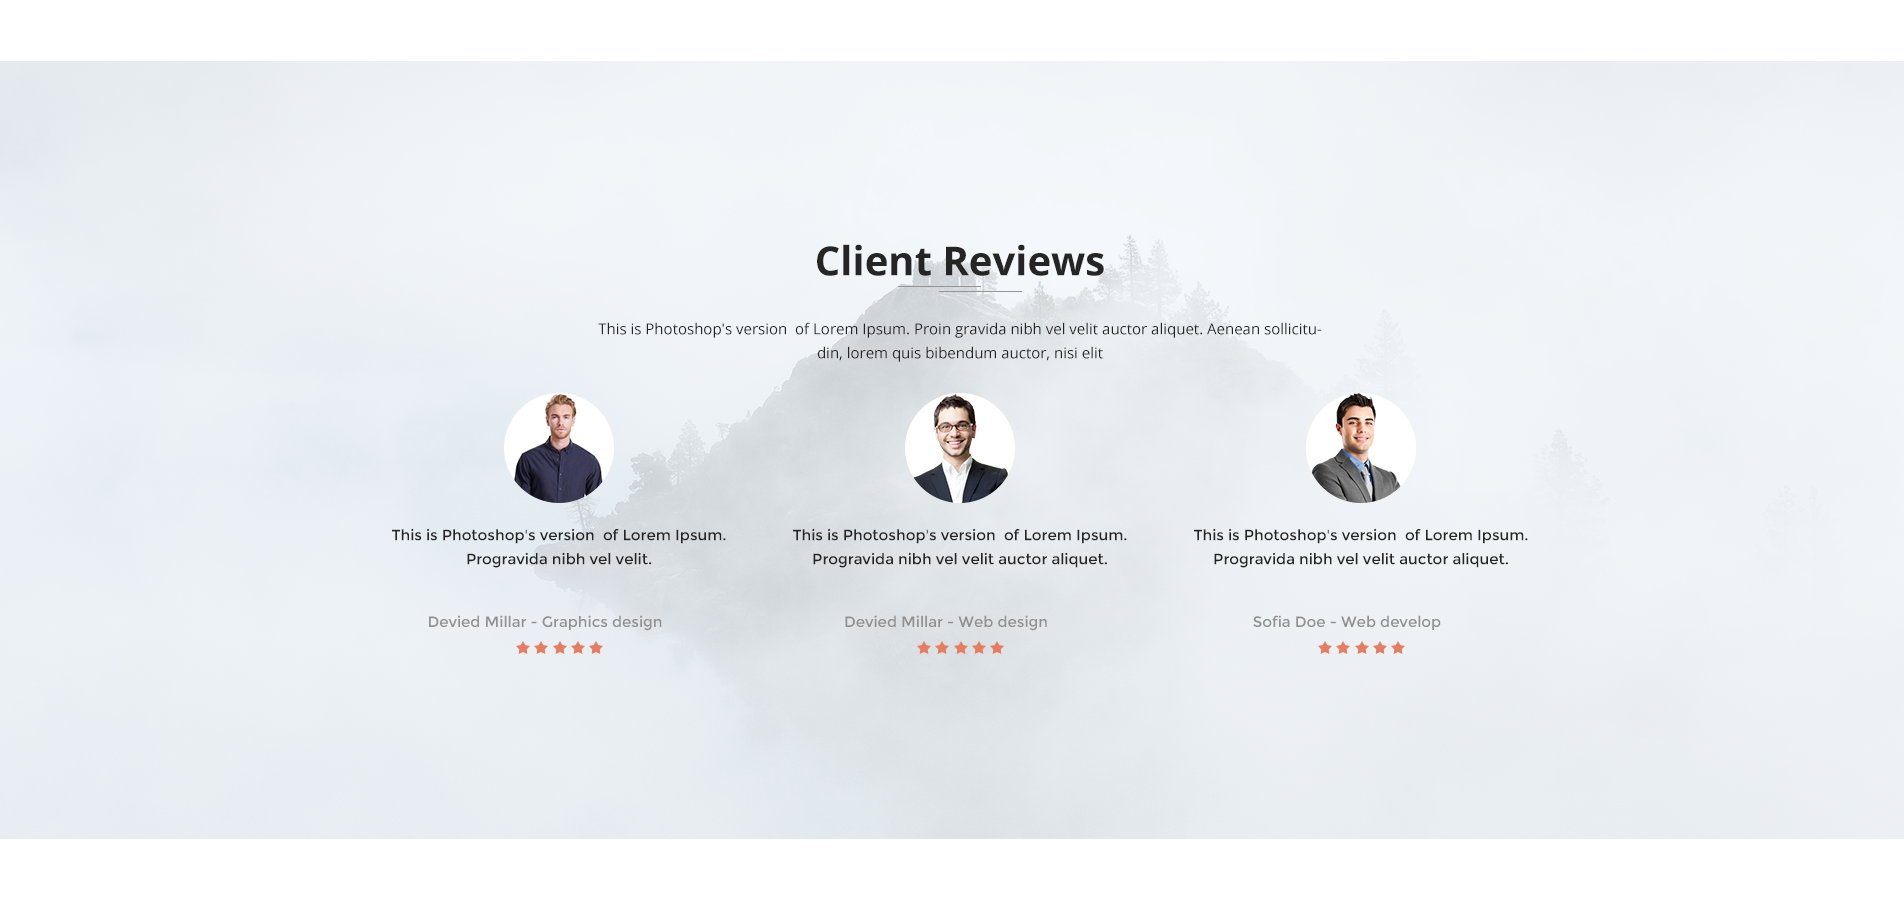 Client Reviews
This is Photoshop's version  of Lorem Ipsum. Proin gravida nibh vel velit auctor aliquet. Aenean sollicitu-
din, lorem quis bibendum auctor, nisi elit
This is Photoshop's version  of Lorem Ipsum.
Progravida nibh vel velit.
Devied Millar - Graphics design
This is Photoshop's version  of Lorem Ipsum.
Progravida nibh vel velit auctor aliquet.
Devied Millar - Web design
This is Photoshop's version  of Lorem Ipsum.
Progravida nibh vel velit auctor aliquet.
Sofia Doe - Web develop